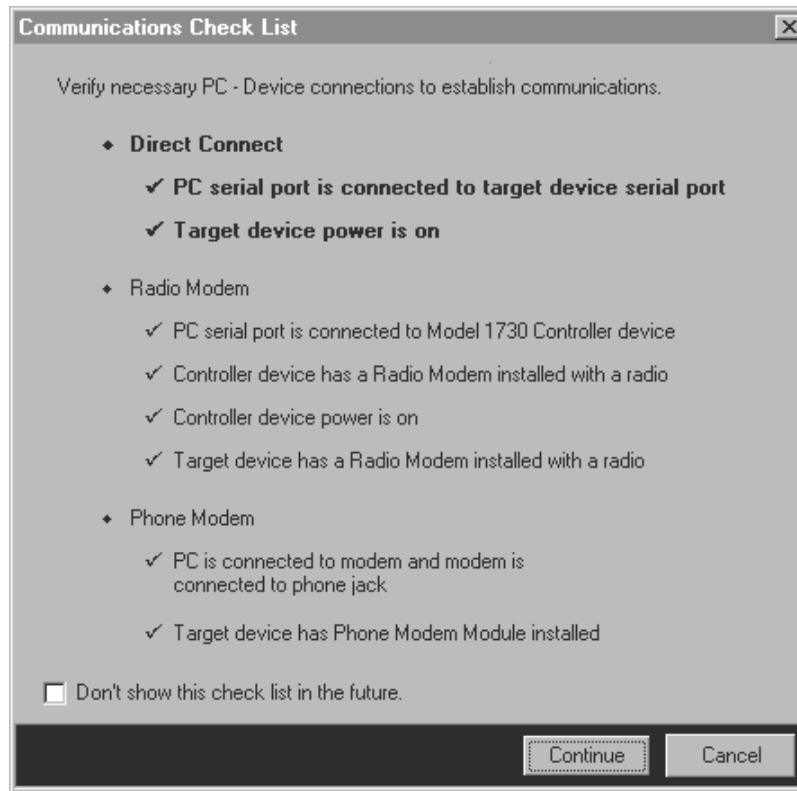 Communications Check List
Verify necessary PC - Device connections to establish communications.
Direct Connect
PC serial port is connected to target device serial port
Target device power is on
Radio Modem
PC serial port is connected to Model 1730 Controller device
Controller device has a Radio Modem installed with a radio
Controller device power is on
Target device has a Radio Modem installed with a radio
Phone Modem
PC is connected to modem and modem is
connected to phone jack
Target device has Phone Modem Module installed
Don't show this check list in the future.
Continue
Cancel